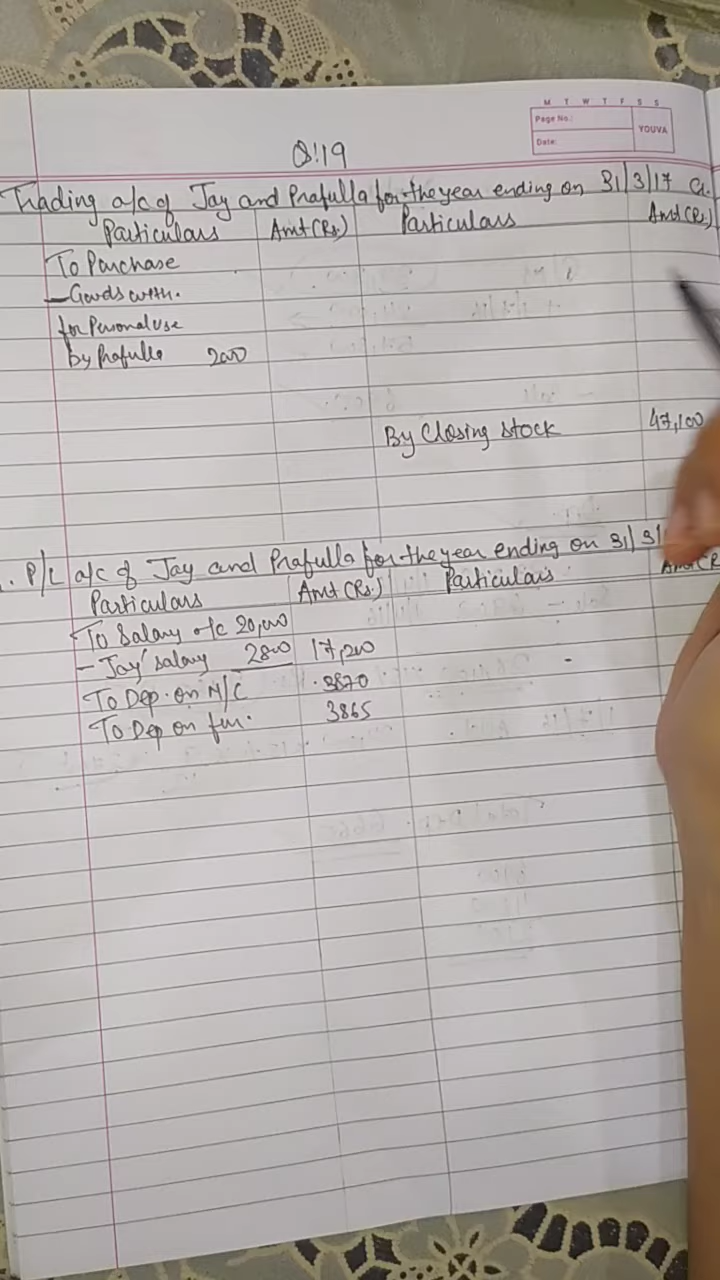 M T W T F S S
Page No.:
YOUVA
Date:
Q:19
Trading a/c of Jay and Prafulla for the year ending on 31/3/17 Cr.
Particulars Amt (Rs.) Particulars Amt (Rs.)
To Purchase
- Goods with.
for Personal Use
by Prafulla 200
By Closing Stock 47,100
P/L a/c of Jay and Prafulla for the year ending on 31/3/
Particulars Amt (Rs.) Particulars
To Salary a/c 20,000
- Jay' salary 2800 17,200
To Dep. on M/C 3870
To Dep on fur. 3865